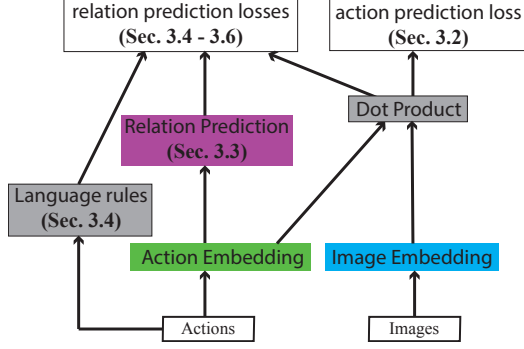 relation prediction losses
(Sec. 3.4 - 3.6)
action prediction loss
(Sec. 3.2)
Dot Product
Relation Prediction
(Sec. 3.3)
Language rules
(Sec. 3.4)
Action Embedding
Image Embedding
Actions
Images